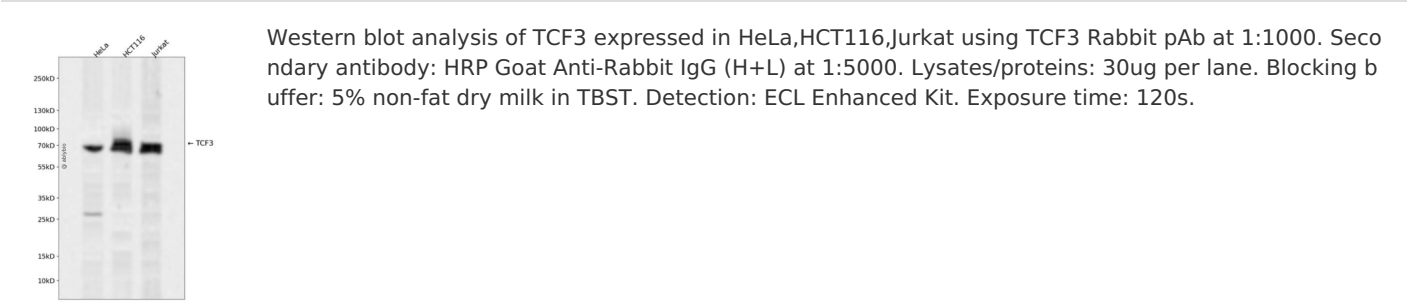 HeLa HCT116 Jurkat
250kD
130kD
100kD
70kD
← TCF3
55kD
35kD
25kD
15kD
10kD
Western blot analysis of TCF3 expressed in HeLa,HCT116,Jurkat using TCF3 Rabbit pAb at 1:1000. Seco
ndary antibody: HRP Goat Anti-Rabbit IgG (H+L) at 1:5000. Lysates/proteins: 30ug per lane. Blocking b
uffer: 5% non-fat dry milk in TBST. Detection: ECL Enhanced Kit. Exposure time: 120s.